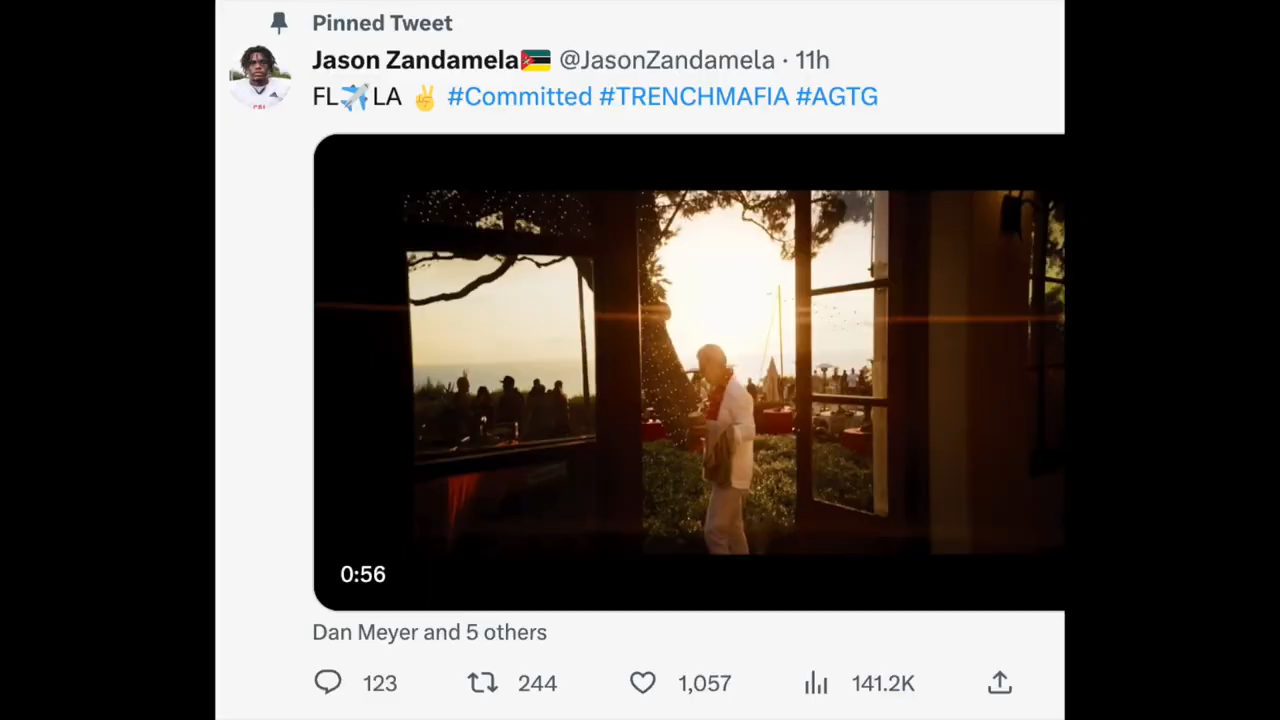 Pinned Tweet
Jason Zandamela🇲🇿 @JasonZandamela · 11h
FL✈️LA ✌️ #Committed #TRENCHMAFIA #AGTG
0:56
Dan Meyer and 5 others
123 244 1,057 141.2K